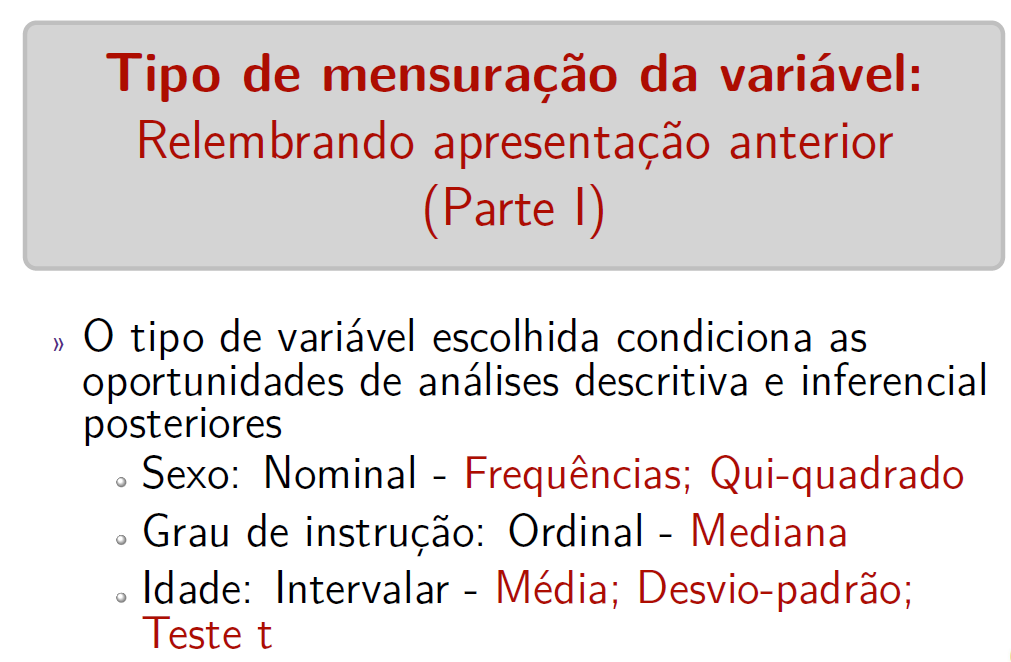 Tipo de mensuração da variável:
Relembrando apresentação anterior
(Parte I)
» O tipo de variável escolhida condiciona as
oportunidades de análises descritiva e inferencial
posteriores
Sexo: Nominal - Frequências; Qui-quadrado
Grau de instrução: Ordinal - Mediana
Idade: Intervalar - Média; Desvio-padrão;
Teste t